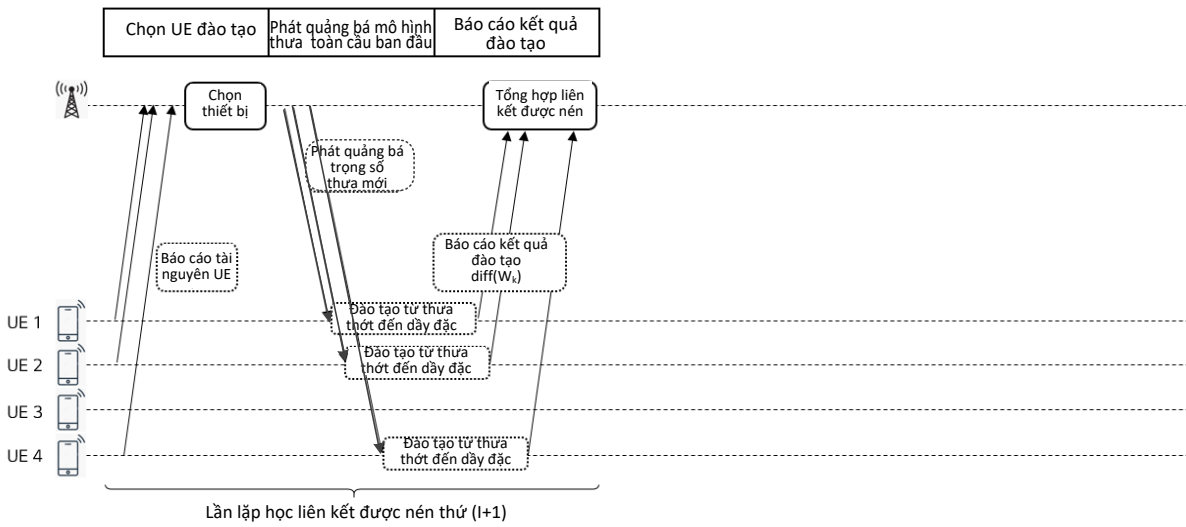 Chọn UE đào tạo
Phát quảng bá mô hình
thưa toàn cầu ban đầu
Báo cáo kết quả
đào tạo
Chọn
thiết bị
Tổng hợp liên
kết được nén
Phát quảng bá
trọng số
thưa mới
Báo cáo tài
nguyên UE
Báo cáo kết quả
đào tạo
diff(Wₖ)
UE 1
Đào tạo từ thưa
thớt đến dầy đặc
UE 2
Đào tạo từ thưa
thớt đến dầy đặc
UE 3
UE 4
Đào tạo từ thưa
thớt đến dầy đặc
Lần lặp học liên kết được nén thứ (I+1)